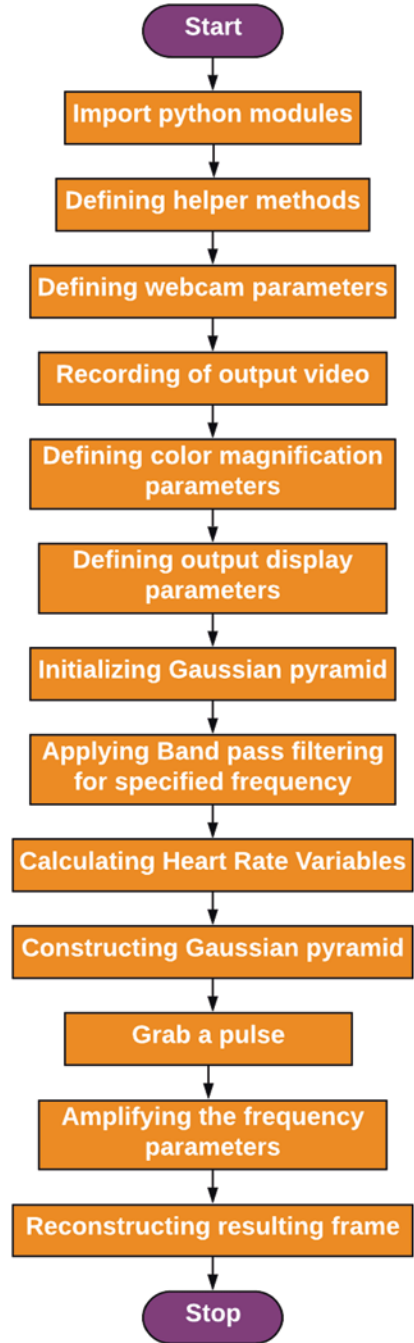 Start
Import python modules
Defining helper methods
Defining webcam parameters
Recording of output video
Defining color magnification
parameters
Defining output display
parameters
Initializing Gaussian pyramid
Applying Band pass filtering
for specified frequency
Calculating Heart Rate Variables
Constructing Gaussian pyramid
Grab a pulse
Amplifying the frequency
parameters
Reconstructing resulting frame
Stop